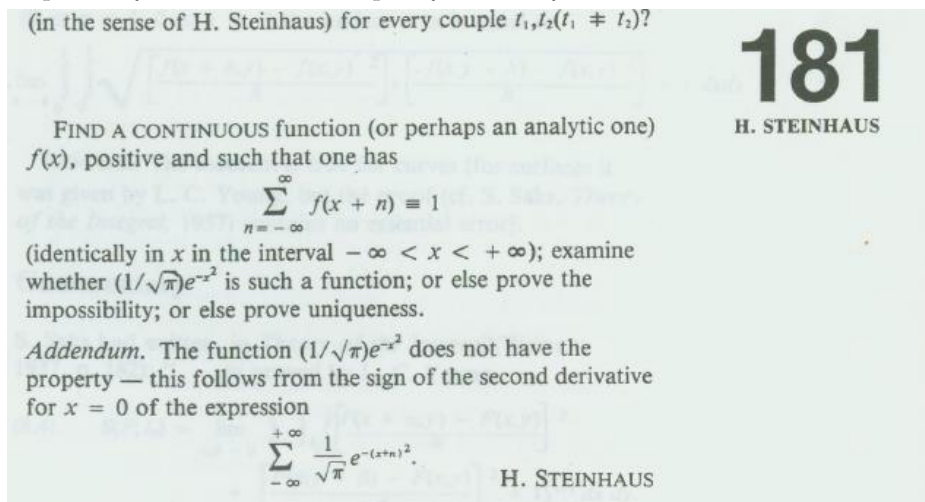 (in the sense of H. Steinhaus) for every couple t₁,t₂(t₁ ≠ t₂)?
181
H. STEINHAUS
FIND A CONTINUOUS function (or perhaps an analytic one)
f(x), positive and such that one has
∞
∑ f(x + n) ≡ 1
n = - ∞
(identically in x in the interval - ∞ < x < + ∞); examine
whether (1/√π)e^{-x²} is such a function; or else prove the
impossibility; or else prove uniqueness.
Addendum. The function (1/√π)e^{-x²} does not have the
property — this follows from the sign of the second derivative
for x = 0 of the expression
+ ∞
∑ 1/√π e^{-(x+n)²}.
- ∞
H. STEINHAUS